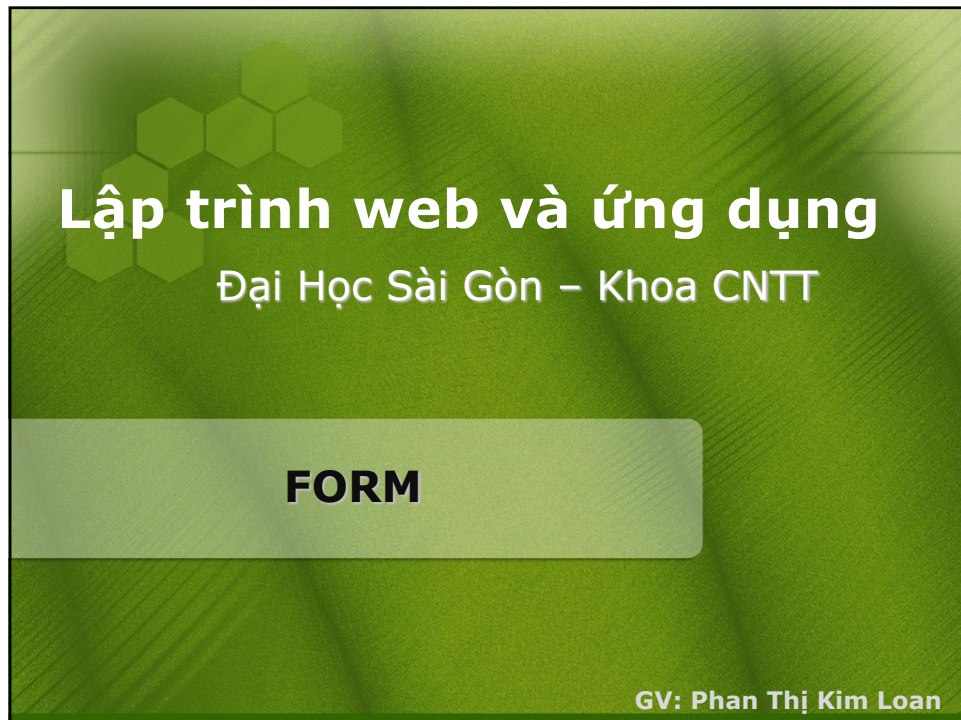 Lập trình web và ứng dụng
Đại Học Sài Gòn – Khoa CNTT
FORM
GV: Phan Thị Kim Loan